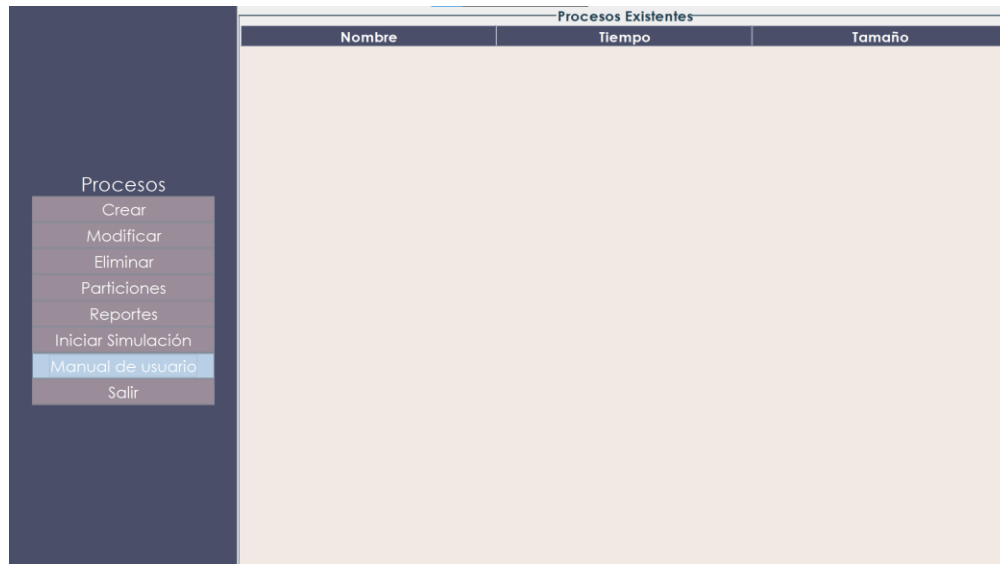 Procesos Existentes
Nombre Tiempo Tamaño
Procesos
Crear
Modificar
Eliminar
Particiones
Reportes
Iniciar Simulación
Manual de usuario
Salir